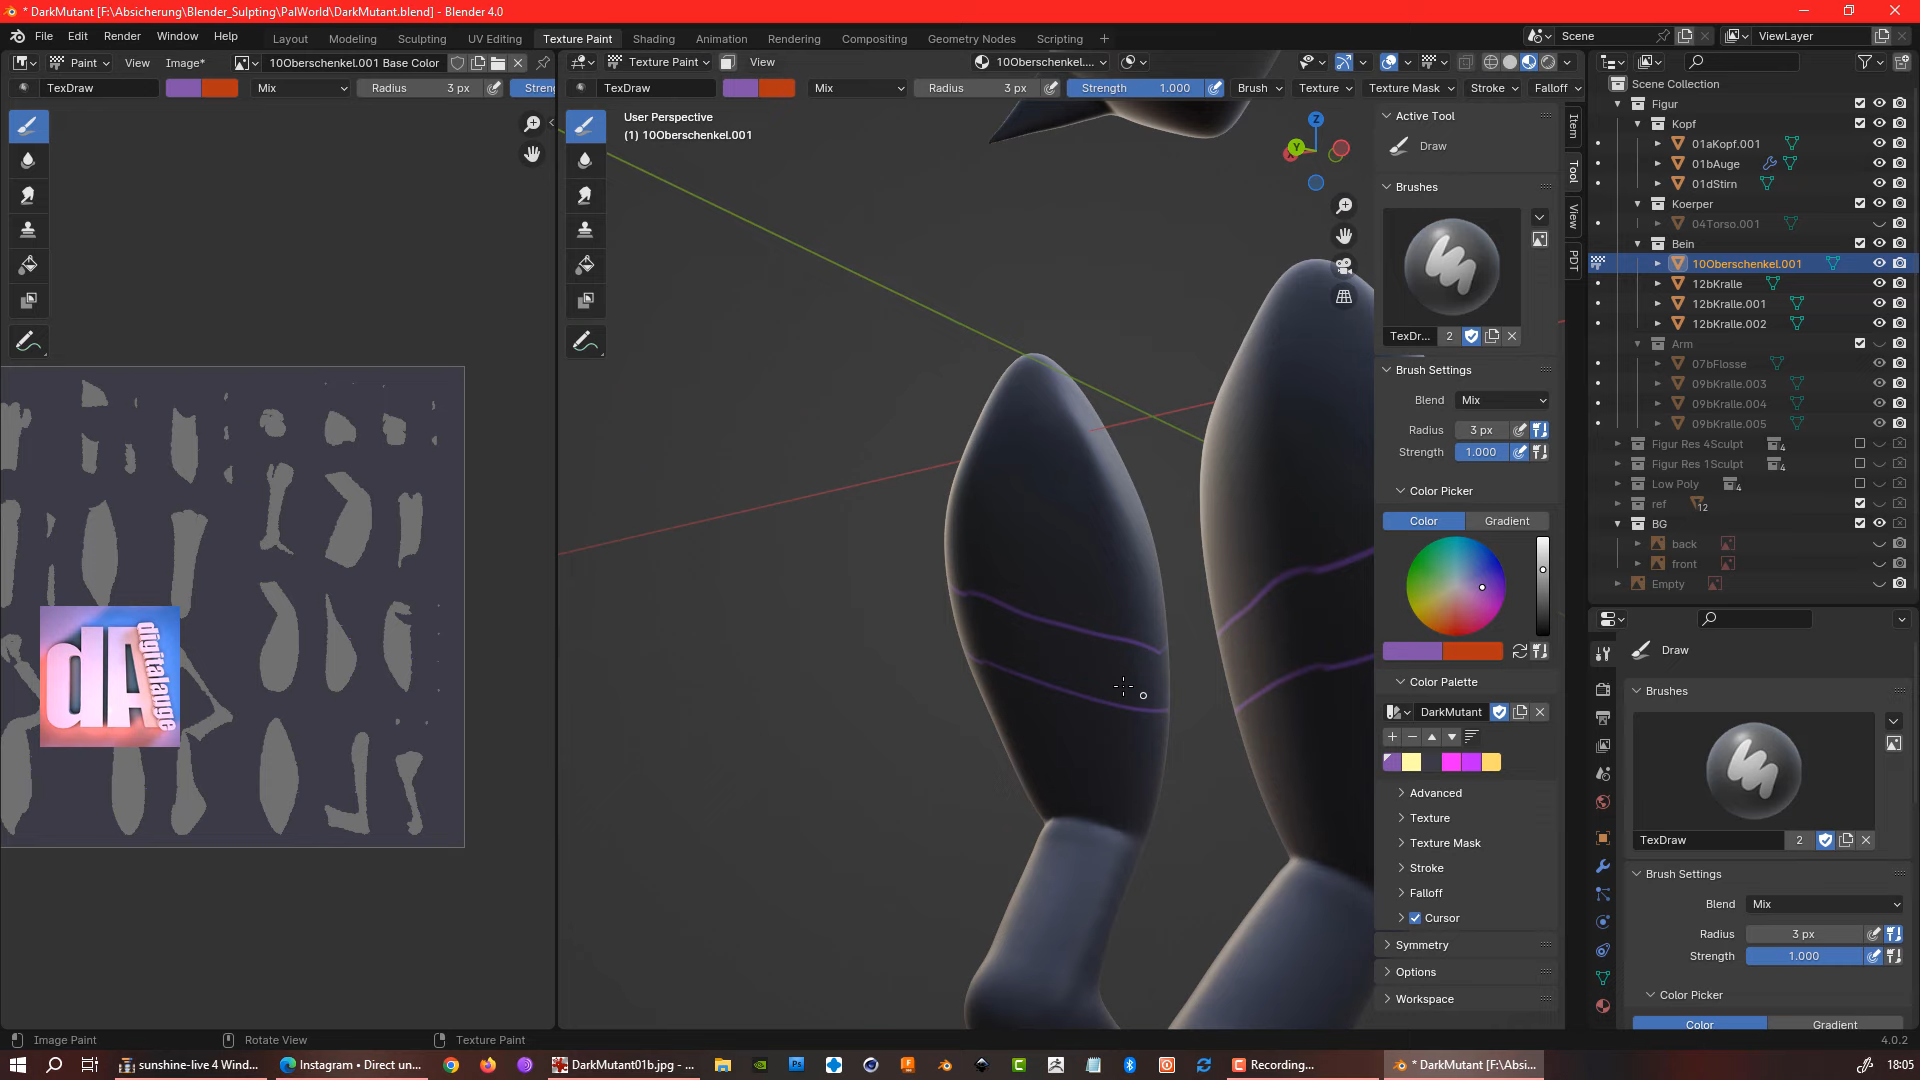 * DarkMutant [F:\Absicherung\Blender_Sulpting\PalWorld\DarkMutant.blend] - Blender 4.0
File Edit Render Window Help
Layout Modeling Sculpting UV Editing Texture Paint Shading Animation Rendering Compositing Geometry Nodes Scripting +
Scene
ViewLayer
Paint View Image* 10Oberschenkel.001 Base Color
Texture Paint View 10Oberschenkel....
TexDraw Mix Radius 3 px Streng
TexDraw Mix Radius 3 px Strength 1.000 Brush Texture Texture Mask Stroke Falloff
User Perspective
(1) 10Oberschenkel.001
Z
Y
Active Tool
Draw
Brushes
TexDr... 2
Brush Settings
Blend Mix
Radius 3 px
Strength 1.000
Color Picker
Color Gradient
Color Palette
DarkMutant
Advanced
Texture
Texture Mask
Stroke
Falloff
Cursor
Symmetry
Options
Workspace
Item
Tool
View
PDT
Scene Collection
Figur
Kopf
01aKopf.001
01bAuge
01dStirn
Koerper
04Torso.001
Bein
10Oberschenkel.001
12bKralle
12bKralle.001
12bKralle.002
Arm
07bFlosse
09bKralle.003
09bKralle.004
09bKralle.005
Figur Res 4Sculpt 4
Figur Res 1Sculpt 4
Low Poly 4
ref 12
BG
back
front
Empty
Draw
Brushes
TexDraw 2
Brush Settings
Blend Mix
Radius 3 px
Strength 1.000
Color Picker
Color Gradient
dA
digitalange
Image Paint Rotate View Texture Paint 4.0.2
sunshine-live 4 Wind... Instagram • Direct un... DarkMutant01b.jpg - ... Recording... * DarkMutant [F:\Absi... 18:05